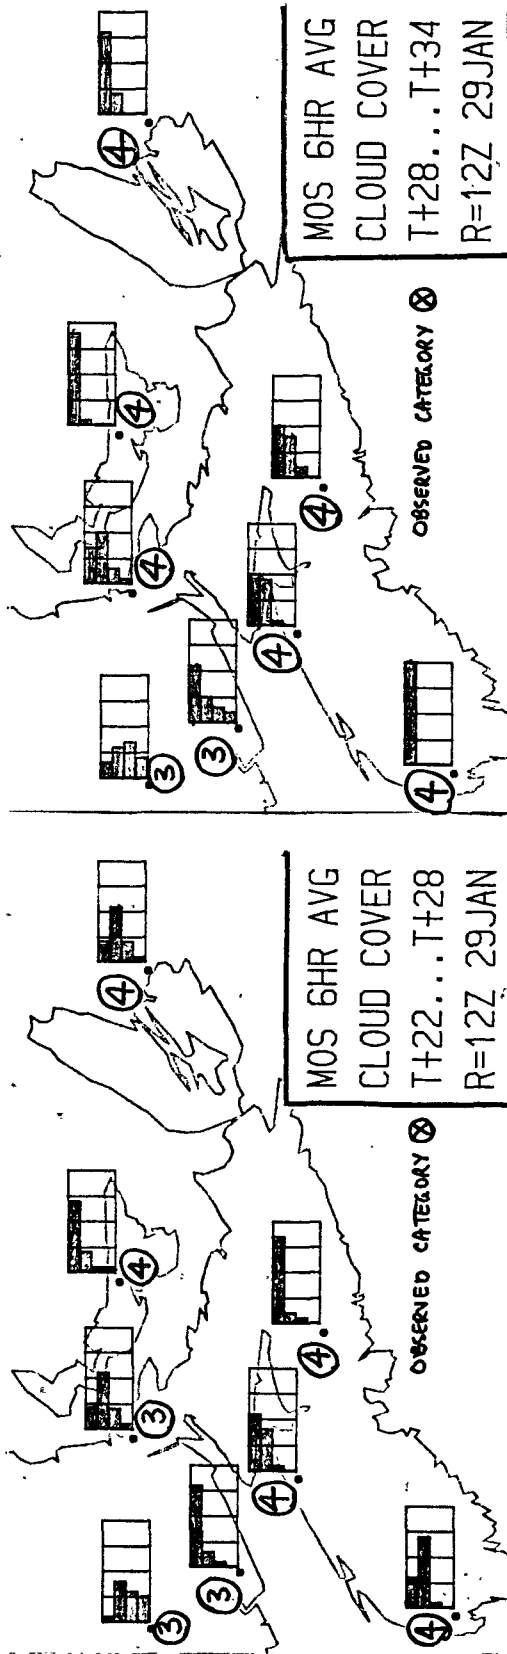 4
4
3
3
3
4
4
4
OBSERVED CATEGORY ⊗
MOS 6HR AVG
CLOUD COVER
T+22...T+28
R=12Z 29JAN
4
4
4
3
3
4
4
4
OBSERVED CATEGORY ⊗
MOS 6HR AVG
CLOUD COVER
T+28...T+34
R=12Z 29JAN